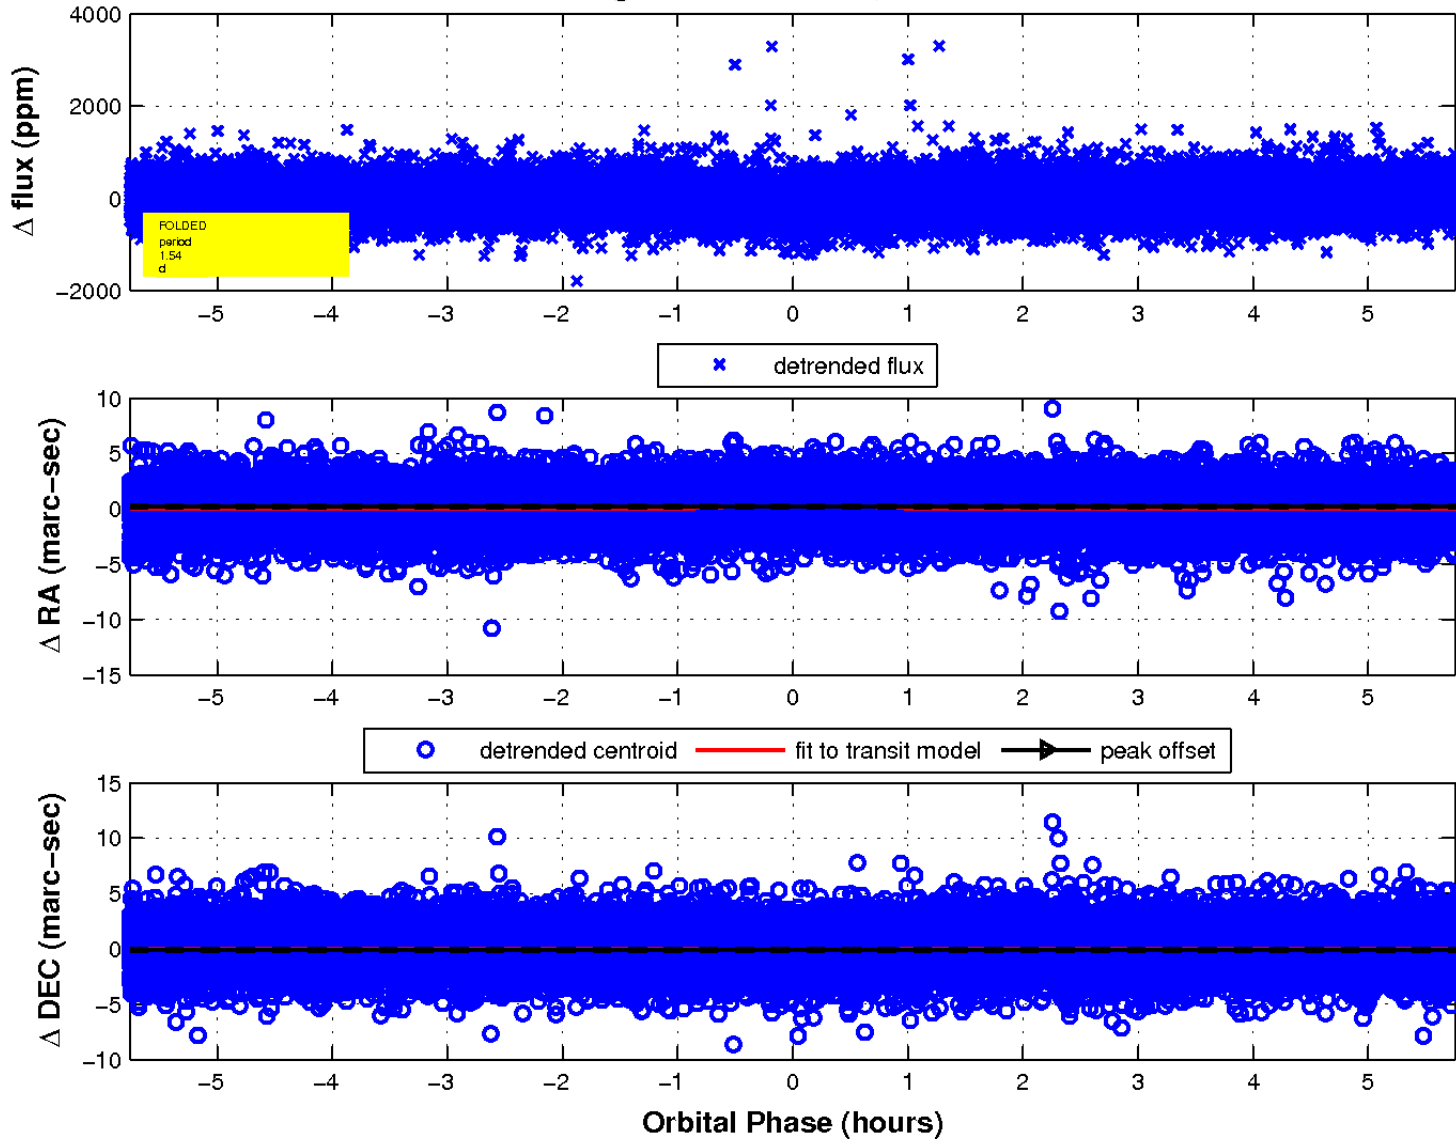 4000
2000
0
−2000
Δ flux (ppm)
FOLDED
period
1.54
d
−5 −4 −3 −2 −1 0 1 2 3 4 5
detrended flux
10
5
0
−5
−10
−15
Δ RA (marc−sec)
−5 −4 −3 −2 −1 0 1 2 3 4 5
detrended centroid fit to transit model peak offset
15
10
5
0
−5
−10
Δ DEC (marc−sec)
−5 −4 −3 −2 −1 0 1 2 3 4 5
Orbital Phase (hours)